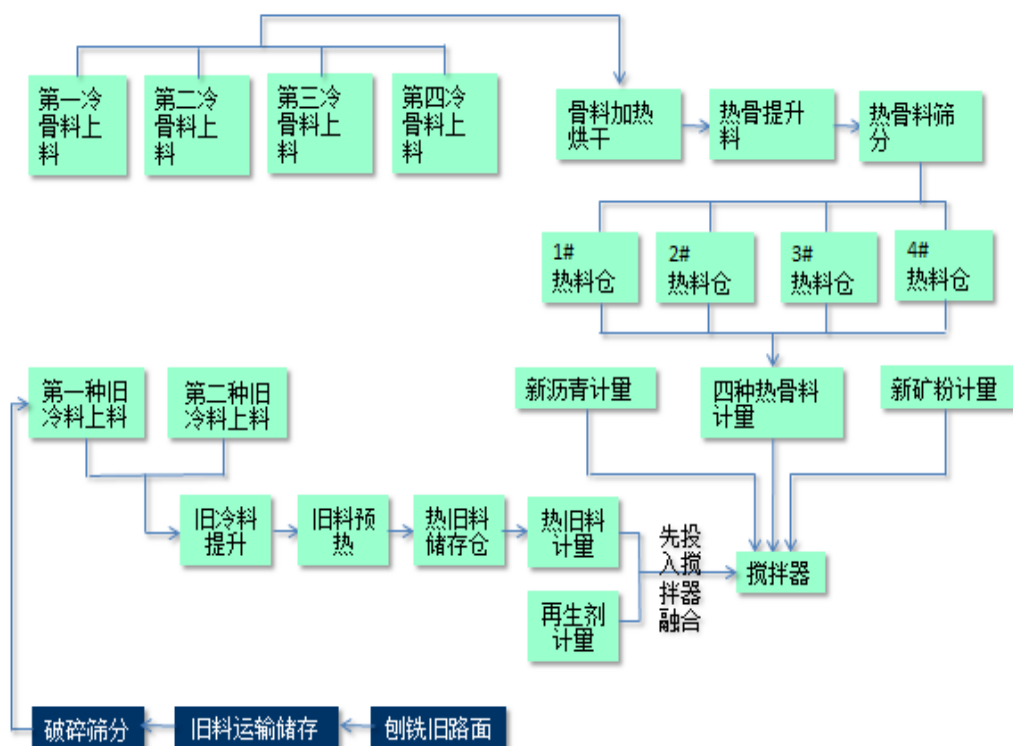 第一冷
骨料上
料
第二冷
骨料上
料
第三冷
骨料上
料
第四冷
骨料上
料
骨料加热
烘干
热骨提升
料
热骨料筛
分
1#
热料仓
2#
热料仓
3#
热料仓
4#
热料仓
第一种旧
冷料上料
第二种旧
冷料上料
新沥青计量
四种热骨料
计量
新矿粉计量
旧冷料
提升
旧料预
热
热旧料
储存仓
热旧料
计量
再生剂
计量
先投
入搅
拌器
融合
搅拌器
破碎筛分
旧料运输储存
刨铣旧路面